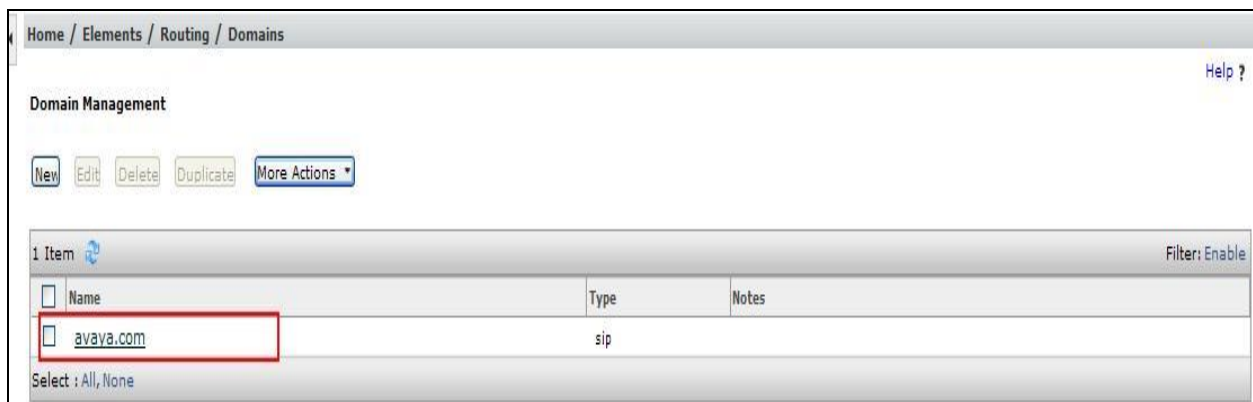 Home / Elements / Routing / Domains
Help ?
Domain Management
New Edit Delete Duplicate More Actions
1 Item Filter: Enable
Name Type Notes
avaya.com sip
Select : All, None